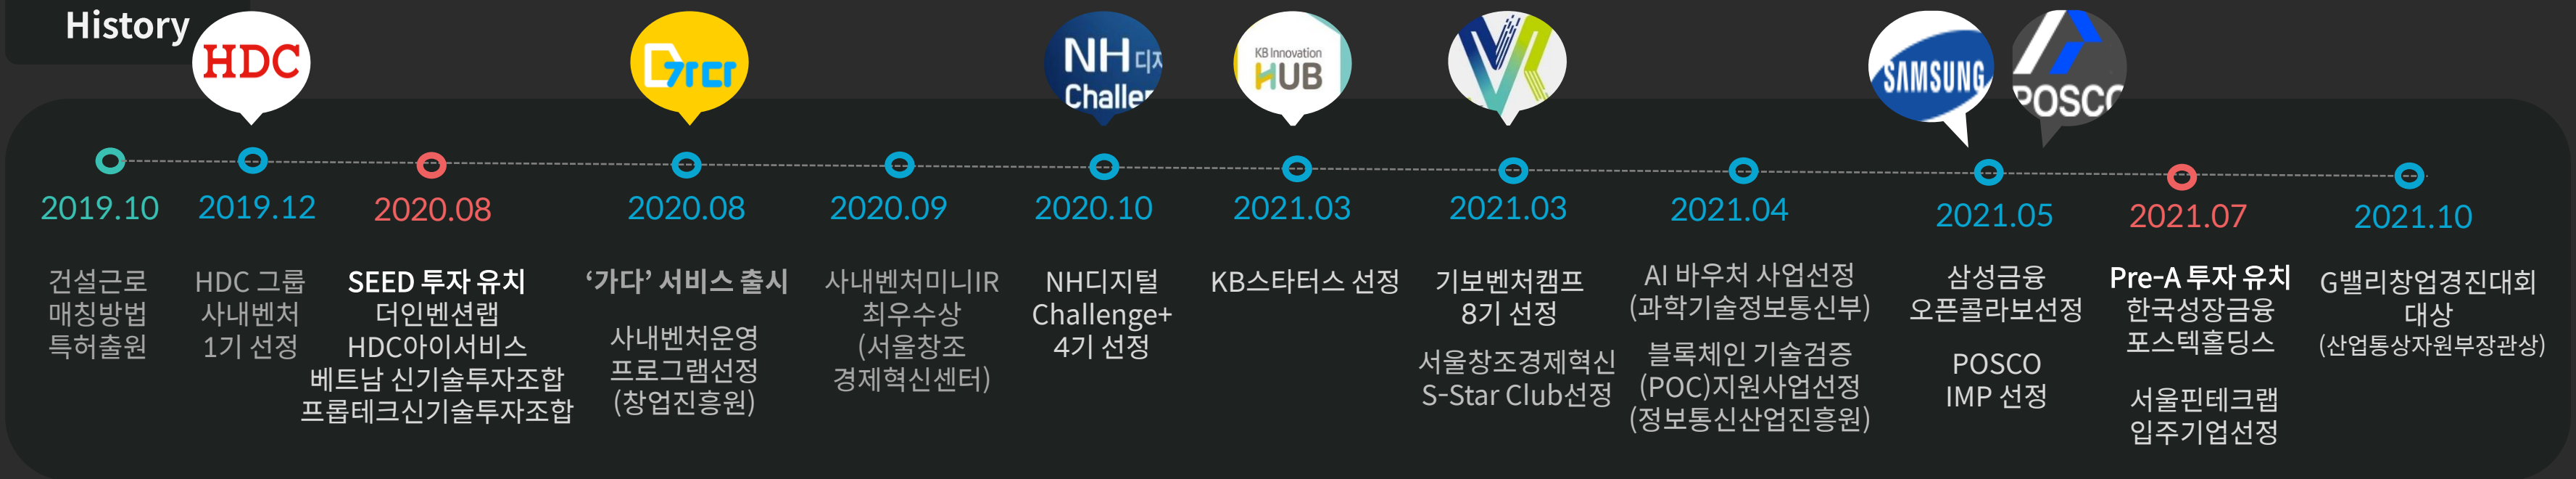 History
HDC
가다
NH 디지
Challe
KB Innovation
HUB
SAMSUNG
POSCO
2019.10
건설근로
매칭방법
특허출원
2019.12
HDC 그룹
사내벤처
1기 선정
2020.08
SEED 투자 유치
더인벤션랩
HDC아이서비스
베트남 신기술투자조합
프롭테크신기술투자조합
2020.08
‘가다’ 서비스 출시
사내벤처운영
프로그램선정
(창업진흥원)
2020.09
사내벤처미니IR
최우수상
(서울창조
경제혁신센터)
2020.10
NH디지털
Challenge+
4기 선정
2021.03
KB스타터스 선정
2021.03
기보벤처캠프
8기 선정
서울창조경제혁신
S-Star Club선정
2021.04
AI 바우처 사업선정
(과학기술정보통신부)
블록체인 기술검증
(POC)지원사업선정
(정보통신산업진흥원)
2021.05
삼성금융
오픈콜라보선정
POSCO
IMP 선정
2021.07
Pre-A 투자 유치
한국성장금융
포스텍홀딩스
서울핀테크랩
입주기업선정
2021.10
G밸리창업경진대회
대상
(산업통상자원부장관상)